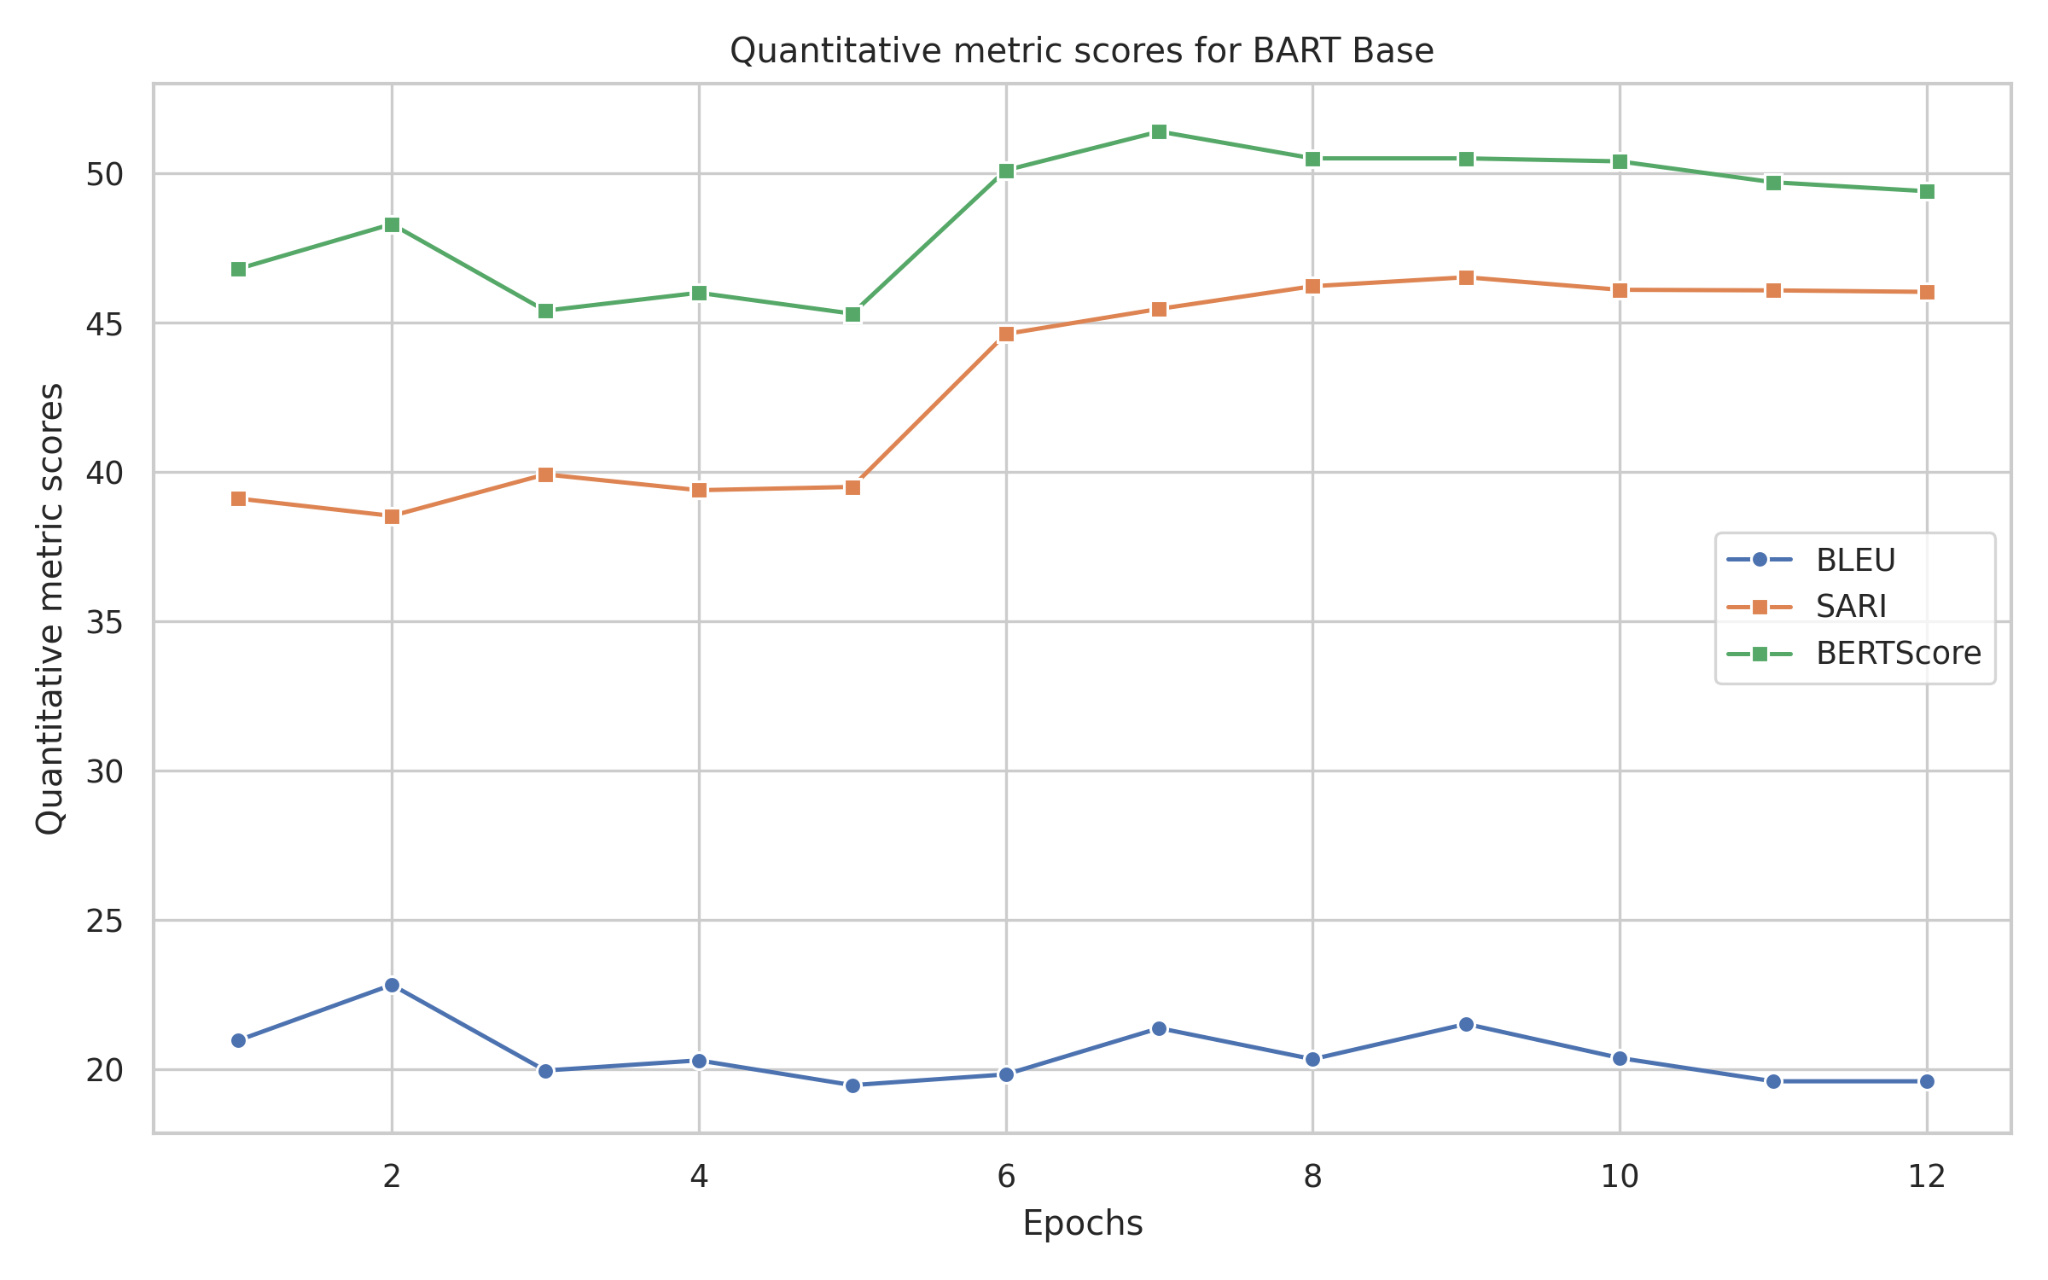 Quantitative metric scores for BART Base
Quantitative metric scores
50
45
40
35
30
25
20
BLEU
SARI
BERTScore
2 4 6 8 10 12
Epochs